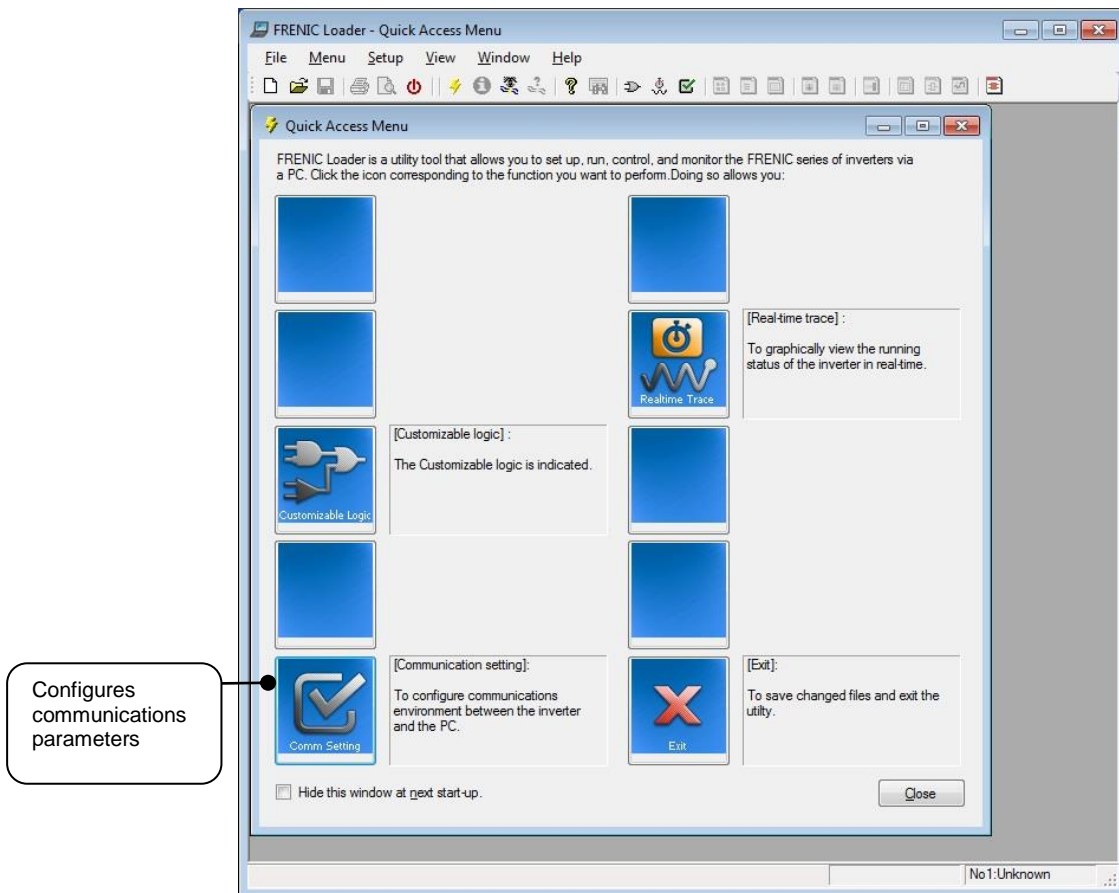 FRENIC Loader - Quick Access Menu
File Menu Setup View Window Help
Quick Access Menu
FRENIC Loader is a utility tool that allows you to set up, run, control, and monitor the FRENIC series of inverters via
a PC. Click the icon corresponding to the function you want to perform.Doing so allows you:
Realtime Trace
[Real-time trace] :
To graphically view the running
status of the inverter in real-time.
Customizable Logic
[Customizable logic] :
The Customizable logic is indicated.
Configures
communications
parameters
Comm Setting
[Communication setting]:
To configure communications
environment between the inverter
and the PC.
Exit
[Exit]:
To save changed files and exit the
utilty.
Hide this window at next start-up.
Close
No1:Unknown